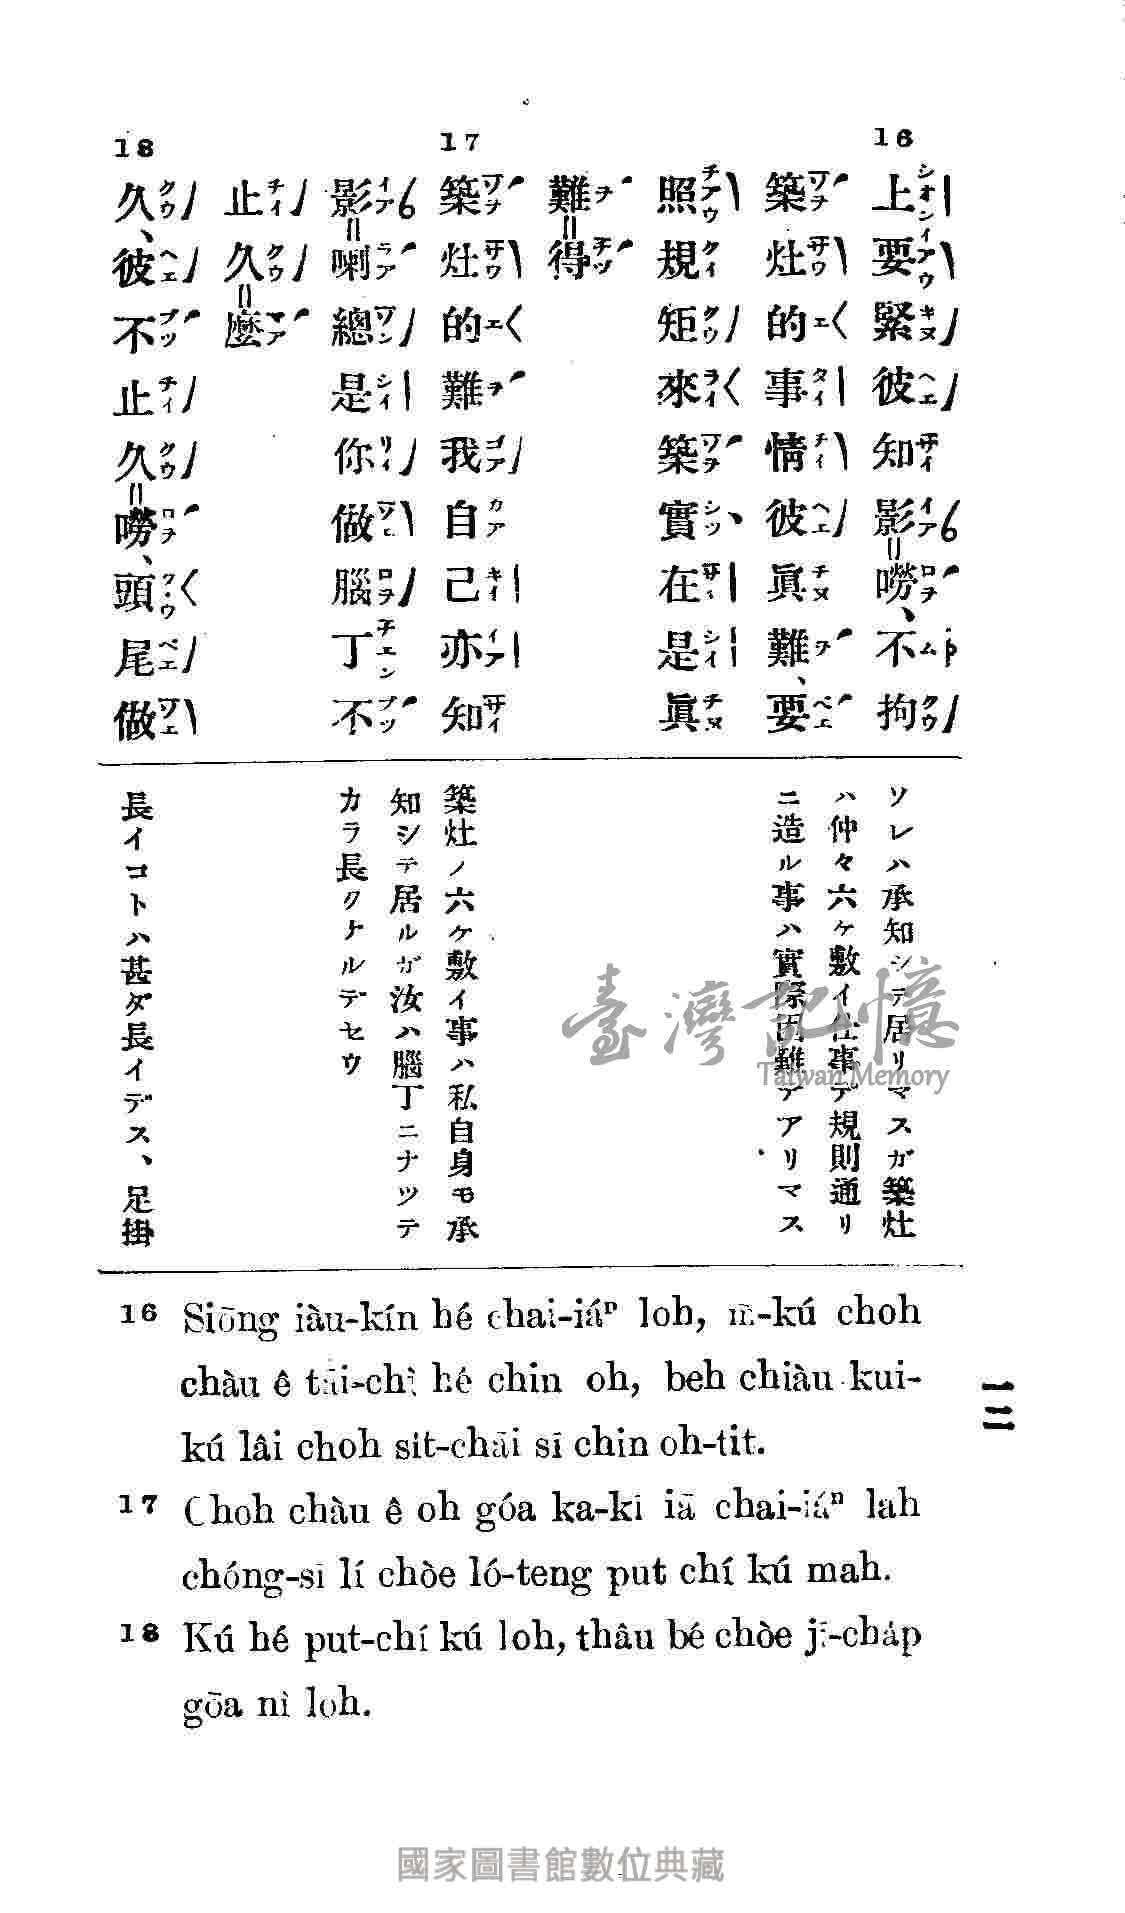 16
上要緊彼知影=嘮、不拘
築灶的事情彼眞難、要
照規矩來築實在是眞
難=得
17
築灶的難我自己亦知
影=喇總是你做腦丁不
止久=麼
18
久、彼不止久=嘮、頭尾做
ソレハ承知シテ居リマスガ築灶
ハ仲々六ケ敷イ仕事デ規則通リ
ニ造ル事ハ實際困難デアリマス
築灶ノ六ケ敷イ事ハ私自身モ承
知シテ居ルガ汝ハ腦丁ニナツテ
カラ長クナルデセウ
長イコトハ甚ダ長イデス、足掛
16 Siōng iàu-kín hé chai-iáⁿ loh, m̄-kú choh
chàu ê tāi-chì hé chin oh, beh chiàu kui-
kú lâi choh sit-chāi sī chin oh-tit.
17 Choh chàu ê oh góa ka-kī iā chai-iáⁿ lah
chóng-sī lí chòe ló-teng put chí kú mah.
18 Kú hé put-chí kú loh, thâu bé chòe jī-cha̍p
gōa nì loh.
一三
臺灣記憶
Taiwan Memory
國家圖書館數位典藏